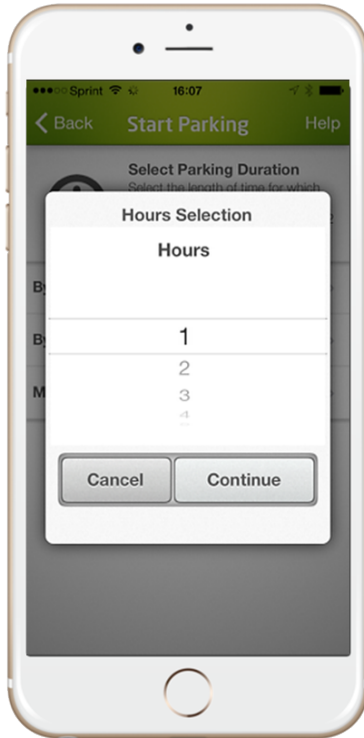 Sprint 16:07
Back Start Parking Help
Select Parking Duration
Select the length of time for which
Hours Selection
Hours
1
2
3
4
Cancel Continue